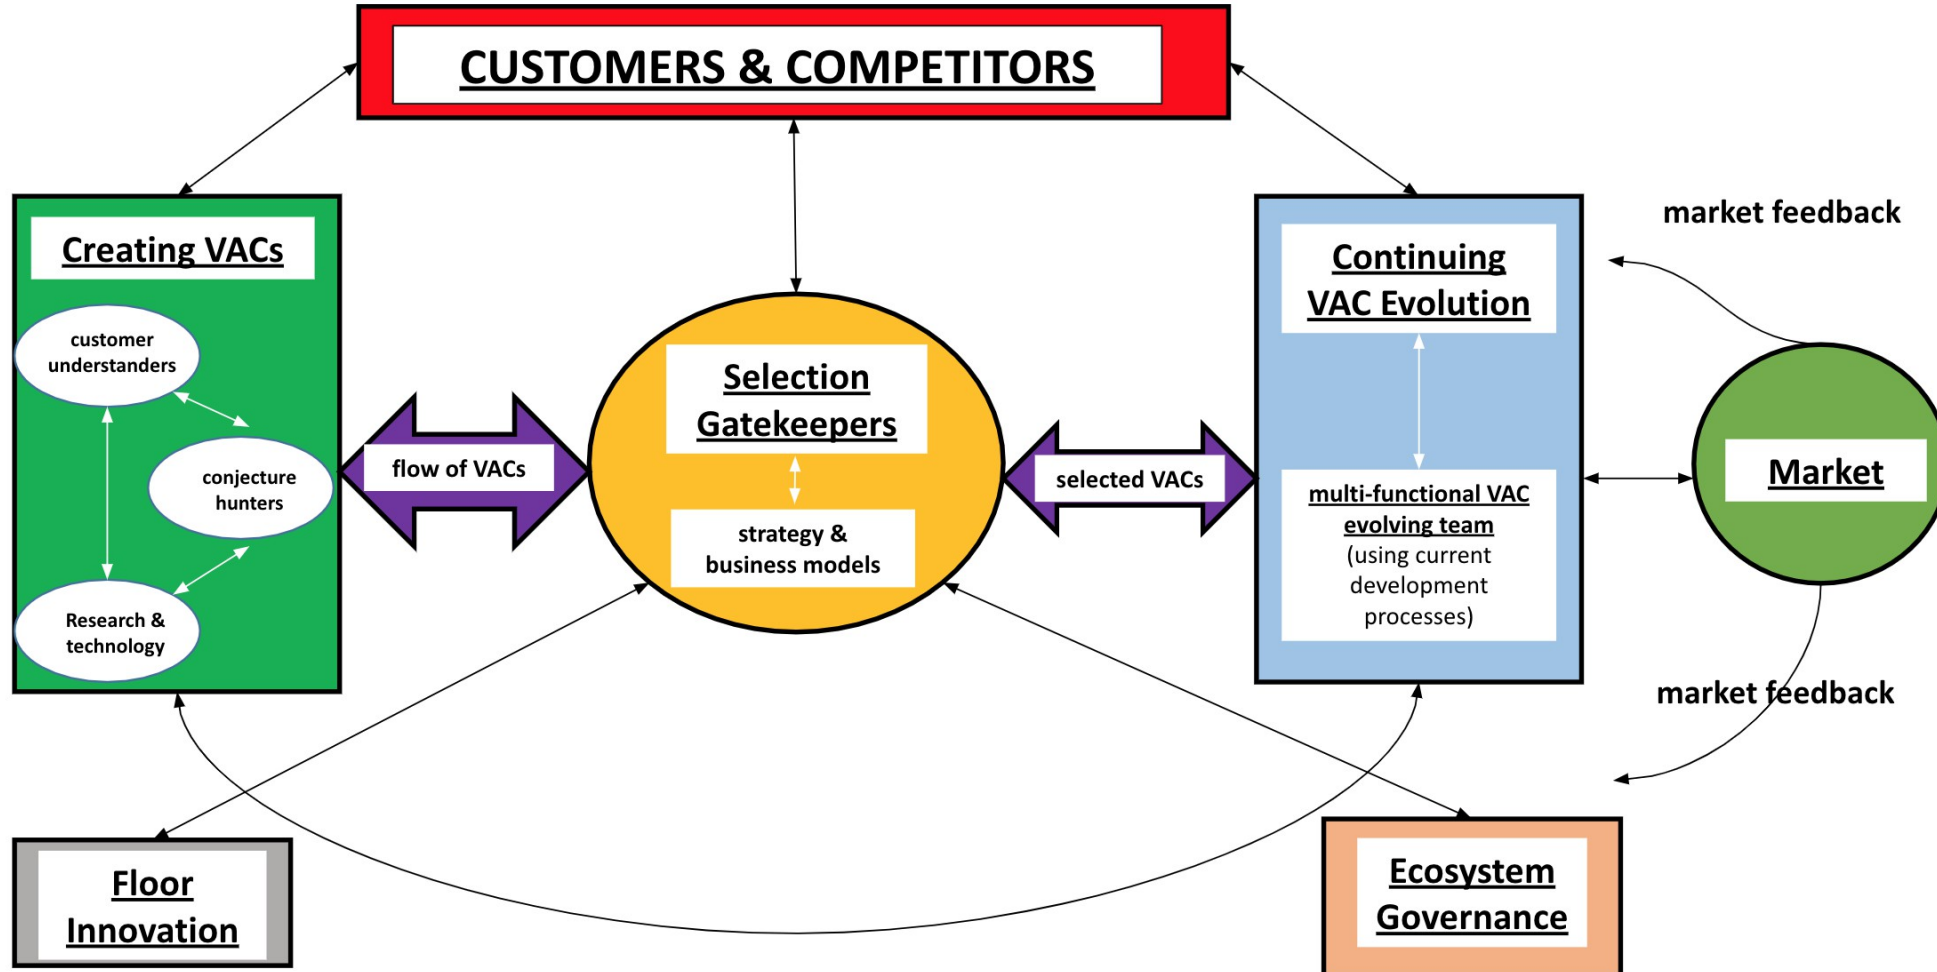 CUSTOMERS & COMPETITORS
Creating VACs
customer
understanders
conjecture
hunters
Research &
technology
flow of VACs
Selection
Gatekeepers
strategy &
business models
selected VACs
Continuing
VAC Evolution
multi-functional VAC
evolving team
(using current
development
processes)
market feedback
Market
market feedback
Floor
Innovation
Ecosystem
Governance